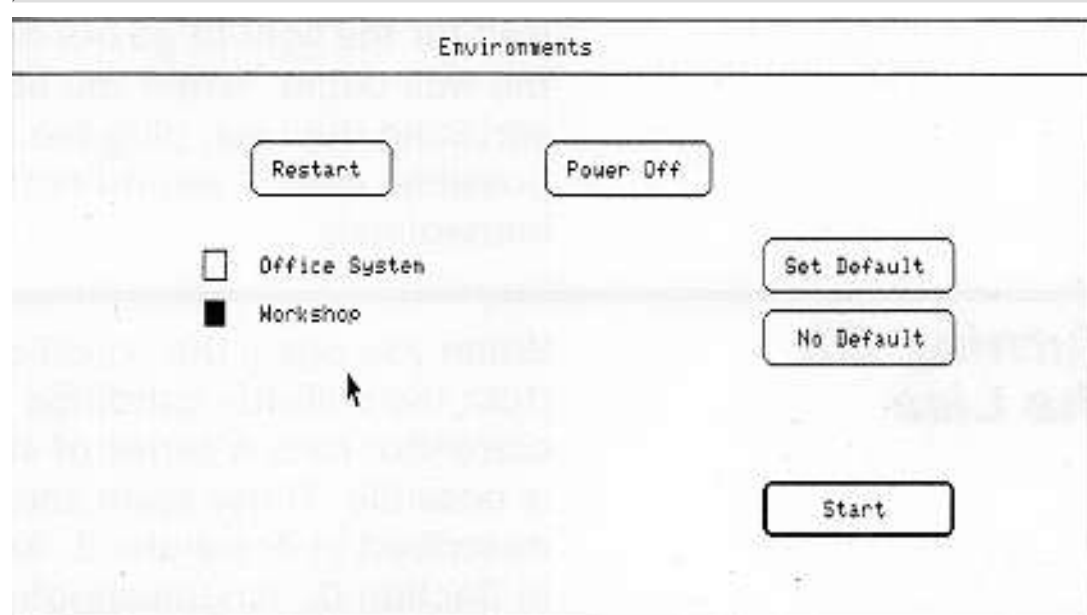 Environments
Restart
Power Off
Office System
Set Default
Workshop
No Default
Start